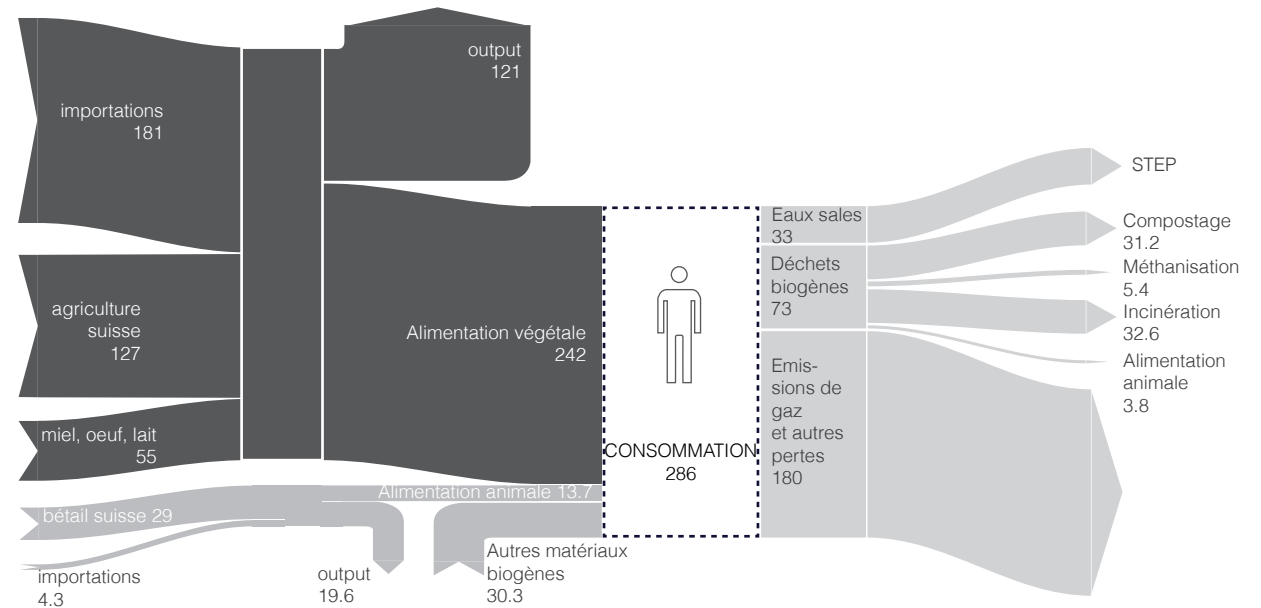 importations
181
output
121
agriculture
suisse
127
miel, oeuf, lait
55
bétail suisse 29
importations
4.3
output
19.6
Alimentation végétale
242
Alimentation animale 13.7
Autres matériaux
biogènes
30.3
CONSOMMATION
286
Eaux sales
33
Déchets
biogènes
73
Emis-
sions de
gaz
et autres
pertes
180
STEP
Compostage
31.2
Méthanisation
5.4
Incinération
32.6
Alimentation
animale
3.8